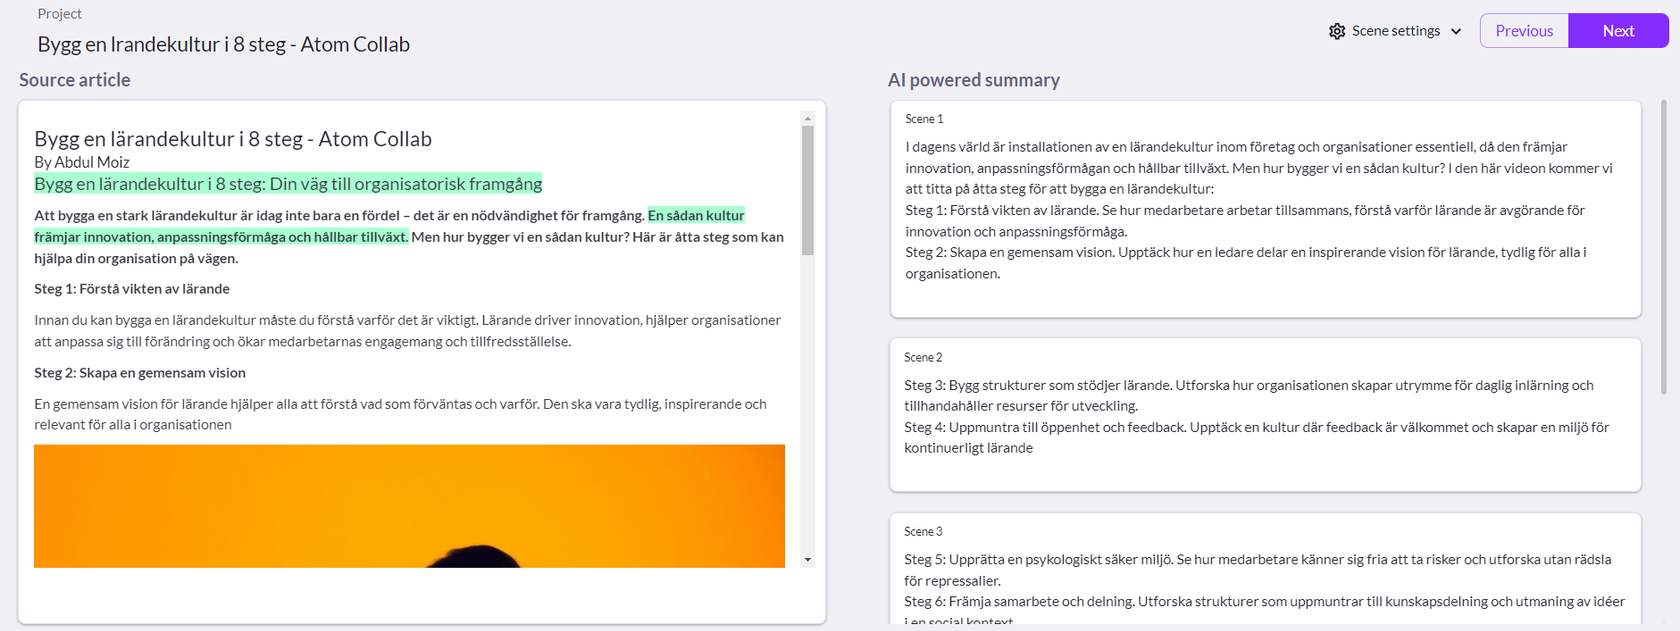 Project
Bygg en lrandekultur i 8 steg - Atom Collab
Scene settings
Previous
Next
Source article
Bygg en lärandekultur i 8 steg - Atom Collab
By Abdul Moiz
Bygg en lärandekultur i 8 steg: Din väg till organisatorisk framgång
Att bygga en stark lärandekultur är idag inte bara en fördel – det är en nödvändighet för framgång. En sådan kultur
främjar innovation, anpassningsförmåga och hållbar tillväxt. Men hur bygger vi en sådan kultur? Här är åtta steg som kan
hjälpa din organisation på vägen.
Steg 1: Förstå vikten av lärande
Innan du kan bygga en lärandekultur måste du förstå varför det är viktigt. Lärande driver innovation, hjälper organisationer
att anpassa sig till förändring och ökar medarbetarnas engagemang och tillfredsställelse.
Steg 2: Skapa en gemensam vision
En gemensam vision för lärande hjälper alla att förstå vad som förväntas och varför. Den ska vara tydlig, inspirerande och
relevant för alla i organisationen
AI powered summary
Scene 1
I dagens värld är installationen av en lärandekultur inom företag och organisationer essentiell, då den främjar
innovation, anpassningsförmågan och hållbar tillväxt. Men hur bygger vi en sådan kultur? I den här videon kommer vi
att titta på åtta steg för att bygga en lärandekultur:
Steg 1: Förstå vikten av lärande. Se hur medarbetare arbetar tillsammans, förstå varför lärande är avgörande för
innovation och anpassningsförmåga.
Steg 2: Skapa en gemensam vision. Upptäck hur en ledare delar en inspirerande vision för lärande, tydlig för alla i
organisationen.
Scene 2
Steg 3: Bygg strukturer som stödjer lärande. Utforska hur organisationen skapar utrymme för daglig inlärning och
tillhandahåller resurser för utveckling.
Steg 4: Uppmuntra till öppenhet och feedback. Upptäck en kultur där feedback är välkommet och skapar en miljö för
kontinuerligt lärande
Scene 3
Steg 5: Upprätta en psykologiskt säker miljö. Se hur medarbetare känner sig fria att ta risker och utforska utan rädsla
för repressalier.
Steg 6: Främja samarbete och delning. Utforska strukturer som uppmuntrar till kunskapsdelning och utmaning av idéer
i en social kontext.